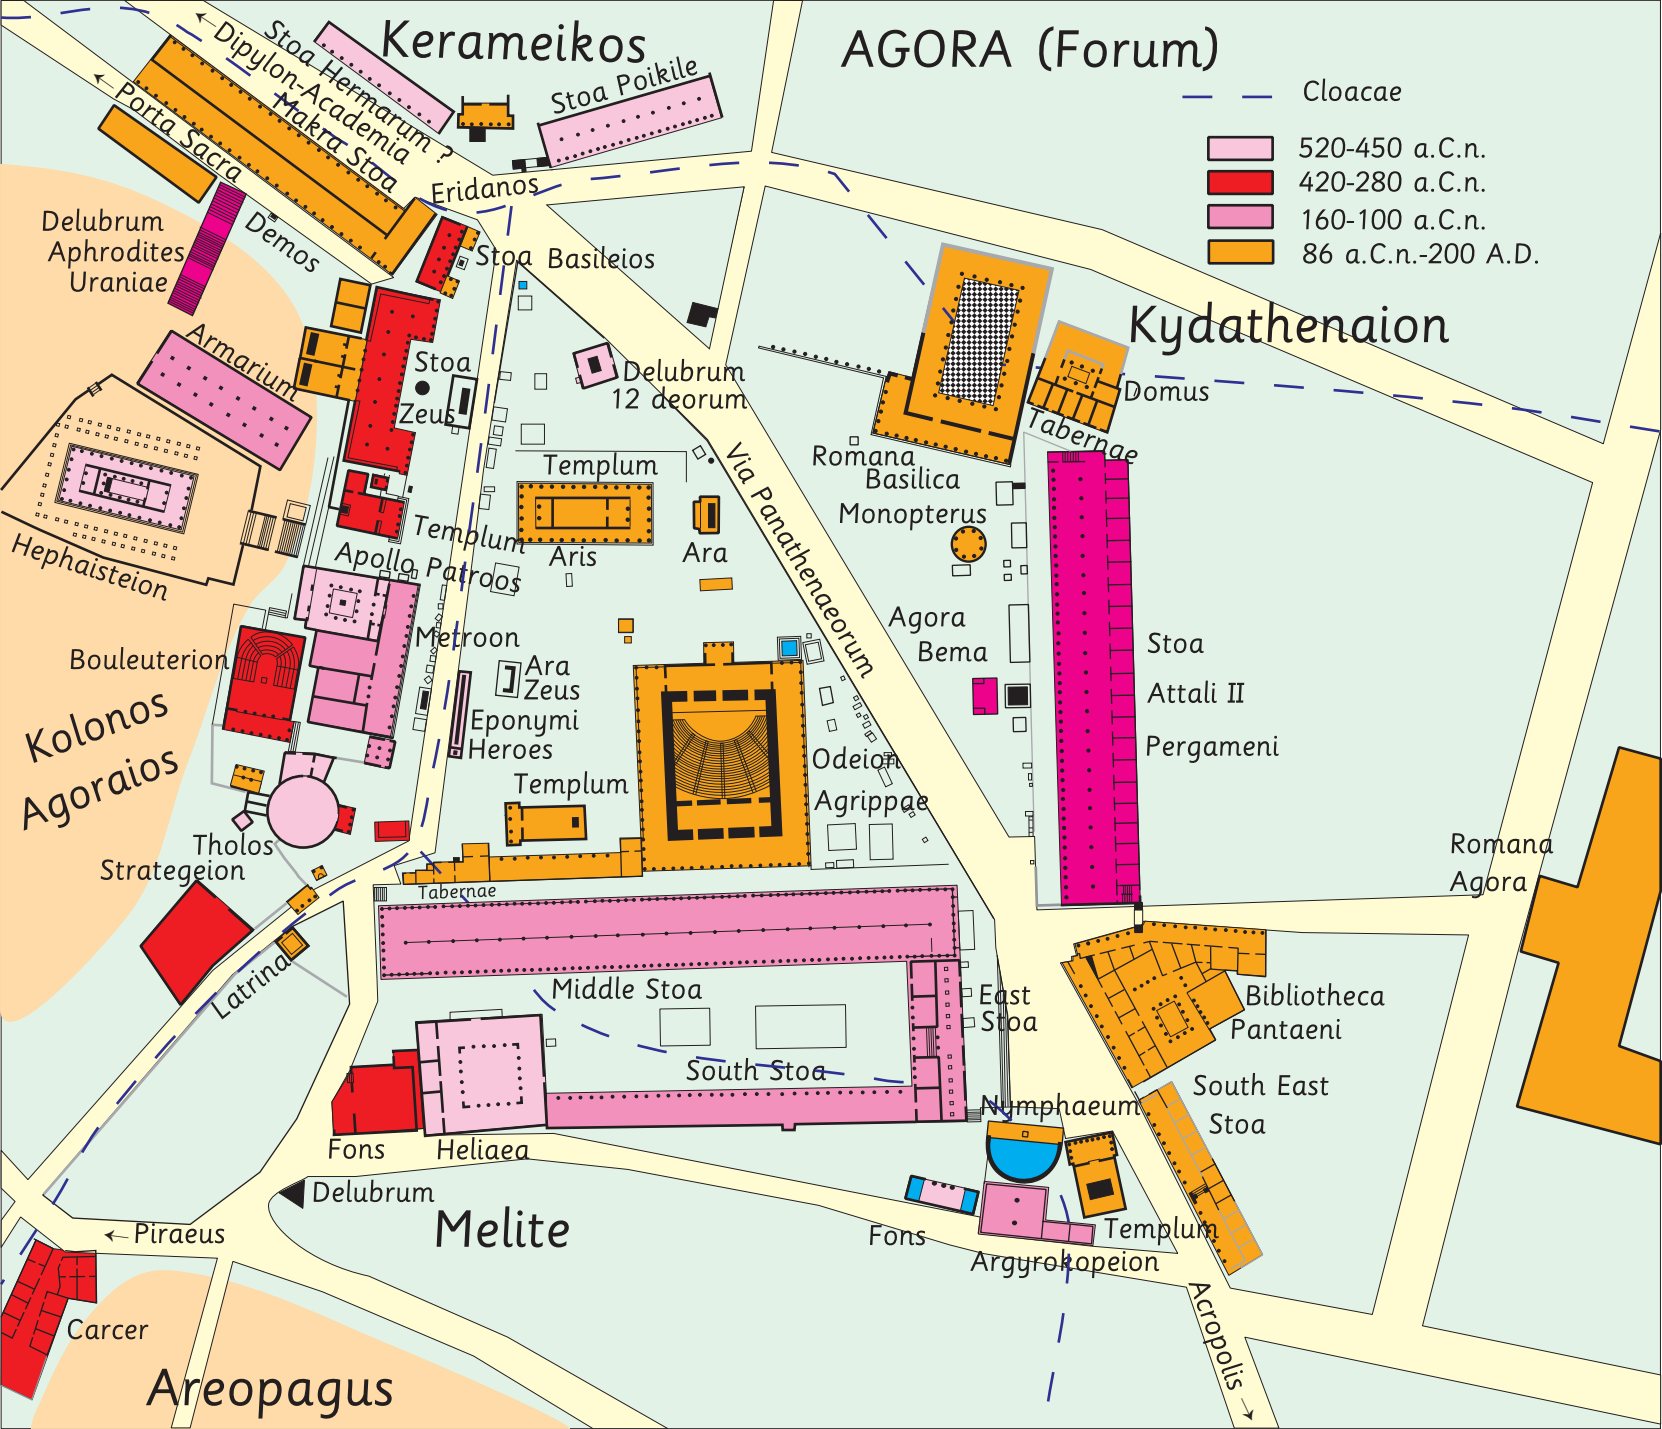 Kerameikos
AGORA (Forum)
Cloacae
520-450 a.C.n.
420-280 a.C.n.
160-100 a.C.n.
86 a.C.n.-200 A.D.
Stoa Hermarum ?
Dipylon-Academia
Makra Stoa
Porta Sacra
Stoa Poikile
Eridanos
Delubrum
Aphrodites
Uraniae
Demos
Stoa Basileios
Armarium
Stoa
Zeus
Delubrum
12 deorum
Kydathenaion
Domus
Tabernae
Romana
Basilica
Monopterus
Via Panathenaeorum
Templum
Aris
Ara
Hephaisteion
Templum
Apollo Patroos
Metroon
Bouleuterion
Ara
Zeus
Eponymi
Heroes
Agora
Bema
Stoa
Attali II
Pergameni
Kolonos
Agoraios
Templum
Odeion
Agrippae
Tholos
Strategeion
Tabernae
Romana
Agora
Latrina
Middle Stoa
East
Stoa
Bibliotheca
Pantaeni
South Stoa
South East
Stoa
Nymphaeum
Fons
Heliaea
Delubrum
Melite
Piraeus
Fons
Templum
Argyrokopeion
Carcer
Areopagus
Acropolis